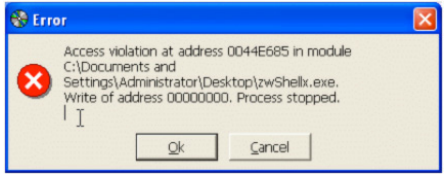 Error
Access violation at address 0044E685 in module
C:\Documents and
Settings\Administrator\Desktop\zwShellx.exe.
Write of address 00000000. Process stopped.
Ok
Cancel